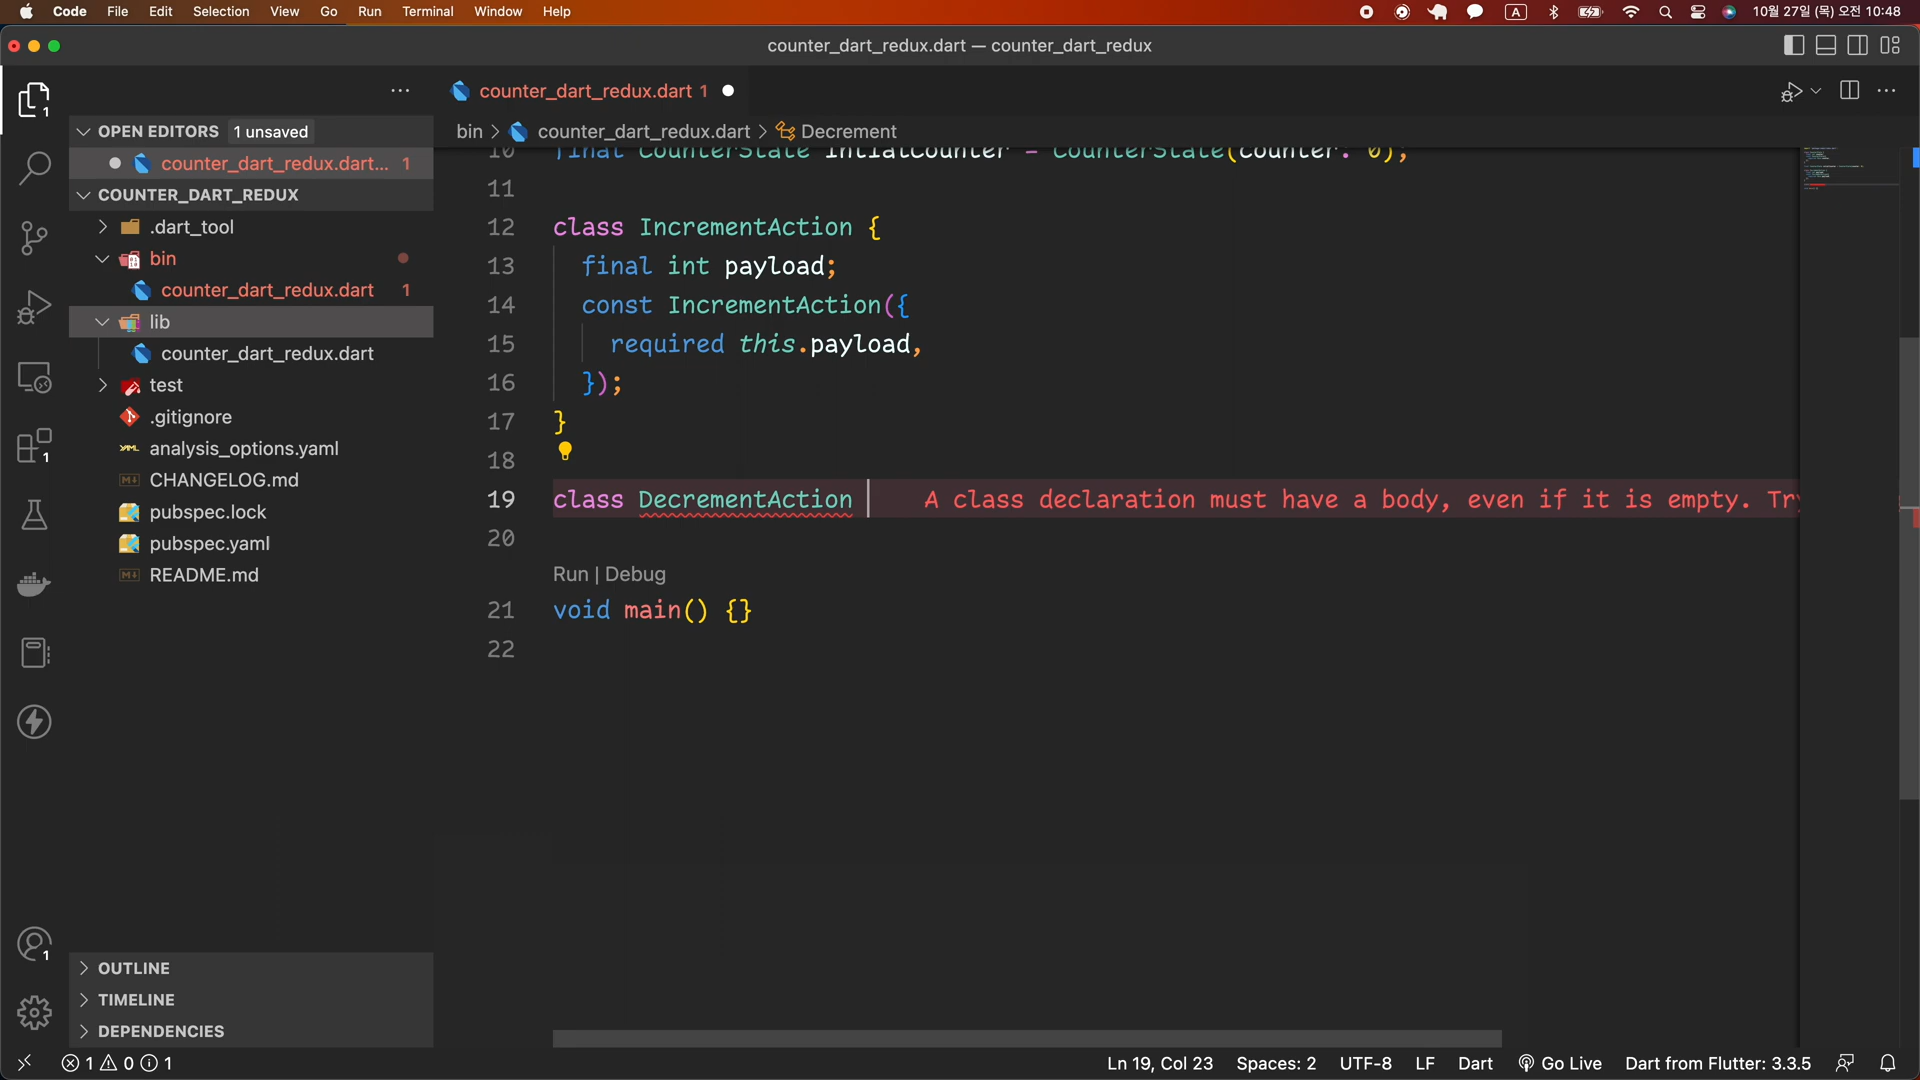 Code File Edit Selection View Go Run Terminal Window Help A 10월 27일 (목) 오전 10:48
counter_dart_redux.dart — counter_dart_redux
counter_dart_redux.dart 1
OPEN EDITORS 1 unsaved
counter_dart_redux.dart... 1
COUNTER_DART_REDUX
.dart_tool
bin
counter_dart_redux.dart 1
lib
counter_dart_redux.dart
test
.gitignore
analysis_options.yaml
CHANGELOG.md
pubspec.lock
pubspec.yaml
README.md
OUTLINE
TIMELINE
DEPENDENCIES
bin > counter_dart_redux.dart > Decrement
10 final CounterState intialCounter = CounterState(counter: 0);
11
12 class IncrementAction {
13 final int payload;
14 const IncrementAction({
15 required this.payload,
16 });
17 }
18
19 class DecrementAction A class declaration must have a body, even if it is empty. Try
20
Run | Debug
21 void main() {}
22
1 0 1 Ln 19, Col 23 Spaces: 2 UTF-8 LF Dart Go Live Dart from Flutter: 3.3.5